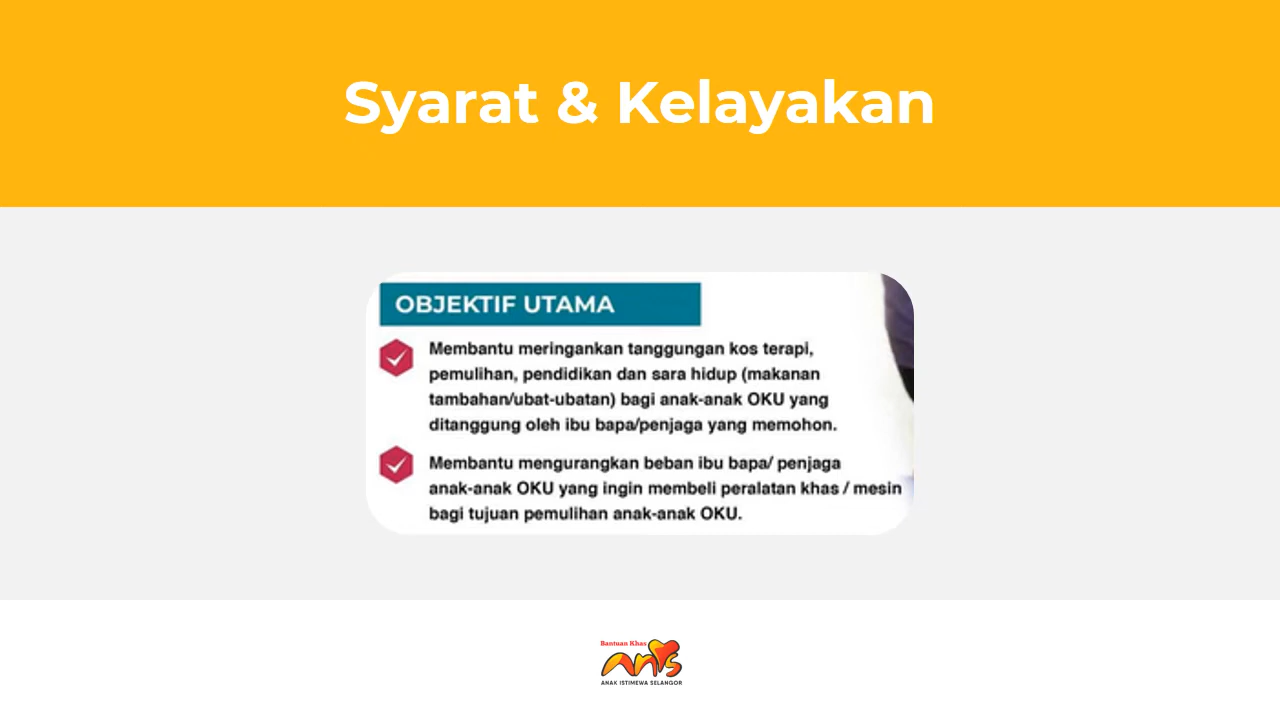 Syarat & Kelayakan
OBJEKTIF UTAMA
Membantu meringankan tanggungan kos terapi,
pemulihan, pendidikan dan sara hidup (makanan
tambahan/ubat-ubatan) bagi anak-anak OKU yang
ditanggung oleh ibu bapa/penjaga yang memohon.
Membantu mengurangkan beban ibu bapa/ penjaga
anak-anak OKU yang ingin membeli peralatan khas / mesin
bagi tujuan pemulihan anak-anak OKU.
Bantuan Khas
anis
ANAK ISTIMEWA SELANGOR